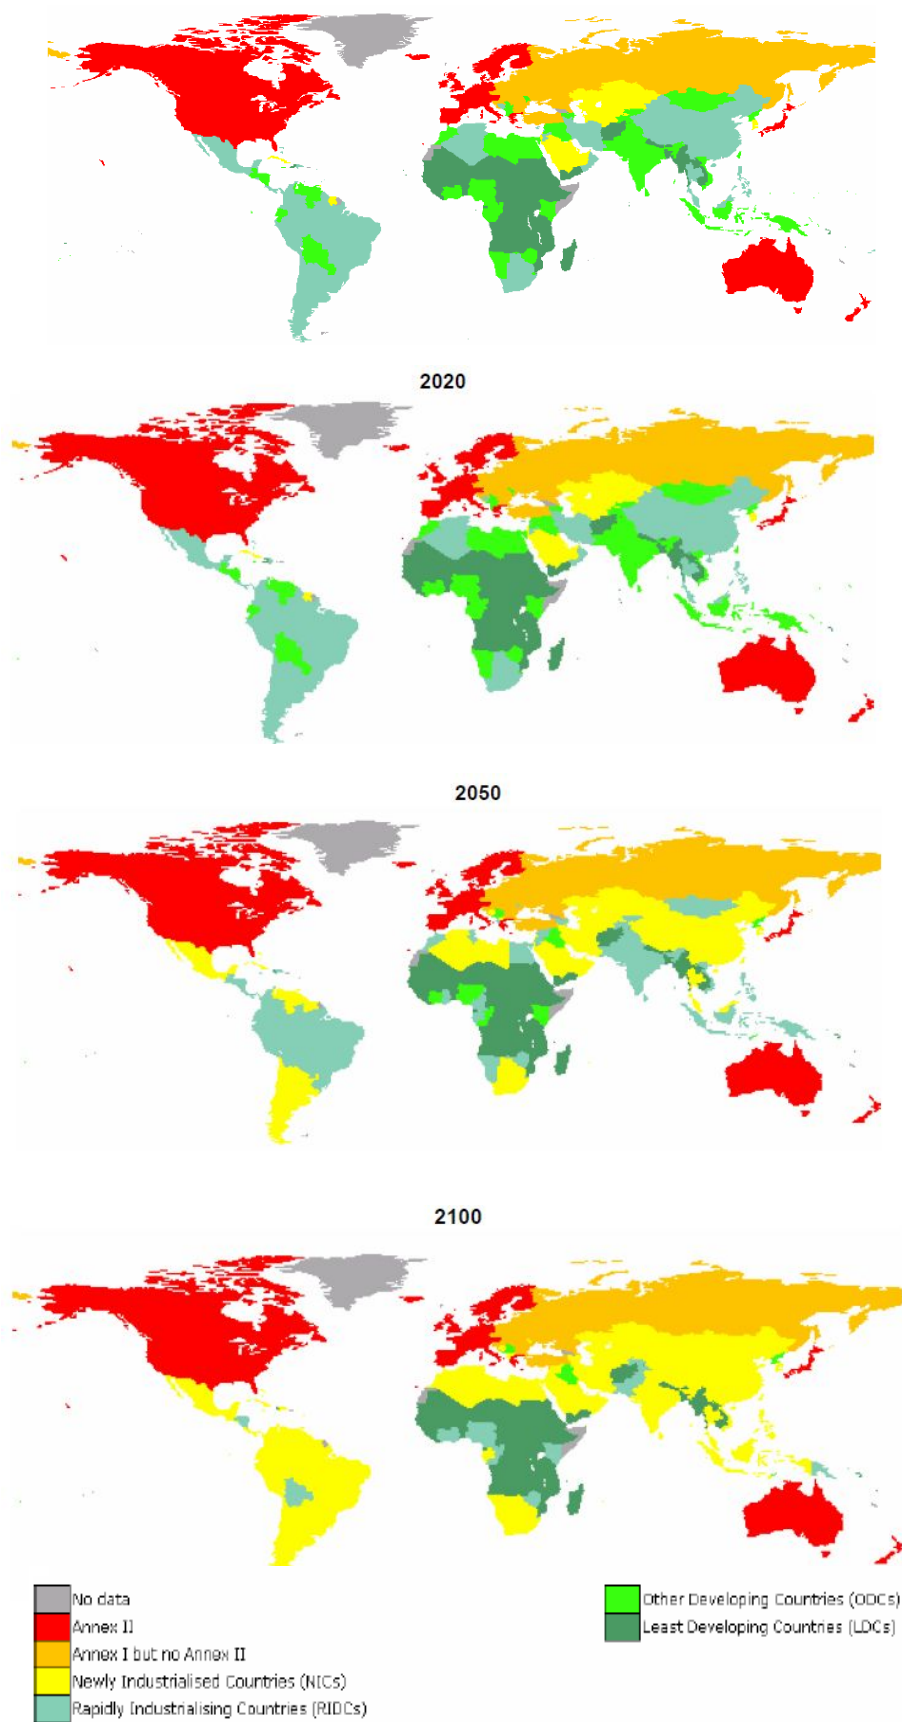 2020
2050
2100
No data
Annex II
Annex I but no Annex II
Newly Industrialised Countries (NICs)
Rapidly Industrialising Countries (RIDCs)
Other Developing Countries (ODCs)
Least Developing Countries (LDCs)